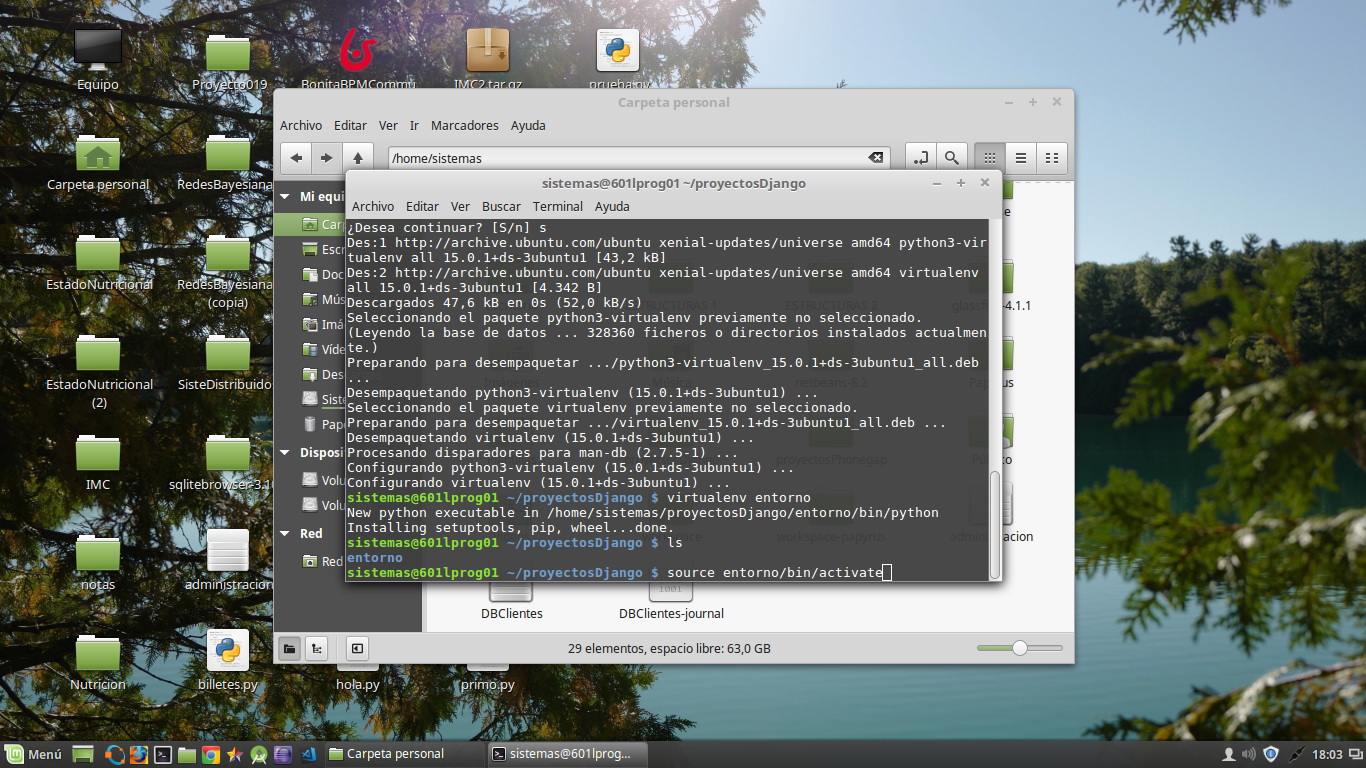 Equipo
Proyecto019
BonitaBPMCommu
IMC2.tar.gz
prueba.py
Carpeta personal
RedesBayesiana
EstadoNutricional
RedesBayesiana
(copia)
EstadoNutricional
(2)
SisteDistribuido
IMC
sqlitebrowser-3.10
notas
administracion
Nutricion
billetes.py
hola.py
primo.py
Carpeta personal
Archivo Editar Ver Ir Marcadores Ayuda
/home/sistemas
Mi equi
Carp
Escri
Doc
Mús
Imá
Víde
Des
Siste
Pape
Disposi
Volu
Volu
Red
Red
ESTRUCTURAS 1
ESTRUCTURAS 2
glassfish-4.1.1
Música
netbeans-8.2
proyectosPhonegap
workspace-papyrus
DBClientes
DBClientes-journal
29 elementos, espacio libre: 63,0 GB
sistemas@601lprog01 ~/proyectosDjango
Archivo Editar Ver Buscar Terminal Ayuda
¿Desea continuar? [S/n] s
Des:1 http://archive.ubuntu.com/ubuntu xenial-updates/universe amd64 python3-vir
tualenv all 15.0.1+ds-3ubuntu1 [43,2 kB]
Des:2 http://archive.ubuntu.com/ubuntu xenial-updates/universe amd64 virtualenv
all 15.0.1+ds-3ubuntu1 [4.342 B]
Descargados 47,6 kB en 0s (52,0 kB/s)
Seleccionando el paquete python3-virtualenv previamente no seleccionado.
(Leyendo la base de datos ... 328360 ficheros o directorios instalados actualmen
te.)
Preparando para desempaquetar .../python3-virtualenv_15.0.1+ds-3ubuntu1_all.deb
...
Desempaquetando python3-virtualenv (15.0.1+ds-3ubuntu1) ...
Seleccionando el paquete virtualenv previamente no seleccionado.
Preparando para desempaquetar .../virtualenv_15.0.1+ds-3ubuntu1_all.deb ...
Desempaquetando virtualenv (15.0.1+ds-3ubuntu1) ...
Procesando disparadores para man-db (2.7.5-1) ...
Configurando python3-virtualenv (15.0.1+ds-3ubuntu1) ...
Configurando virtualenv (15.0.1+ds-3ubuntu1) ...
sistemas@601lprog01 ~/proyectosDjango $ virtualenv entorno
New python executable in /home/sistemas/proyectosDjango/entorno/bin/python
Installing setuptools, pip, wheel...done.
sistemas@601lprog01 ~/proyectosDjango $ ls
entorno
sistemas@601lprog01 ~/proyectosDjango $ source entorno/bin/activate
Menú
Carpeta personal
sistemas@601lprog...
18:03